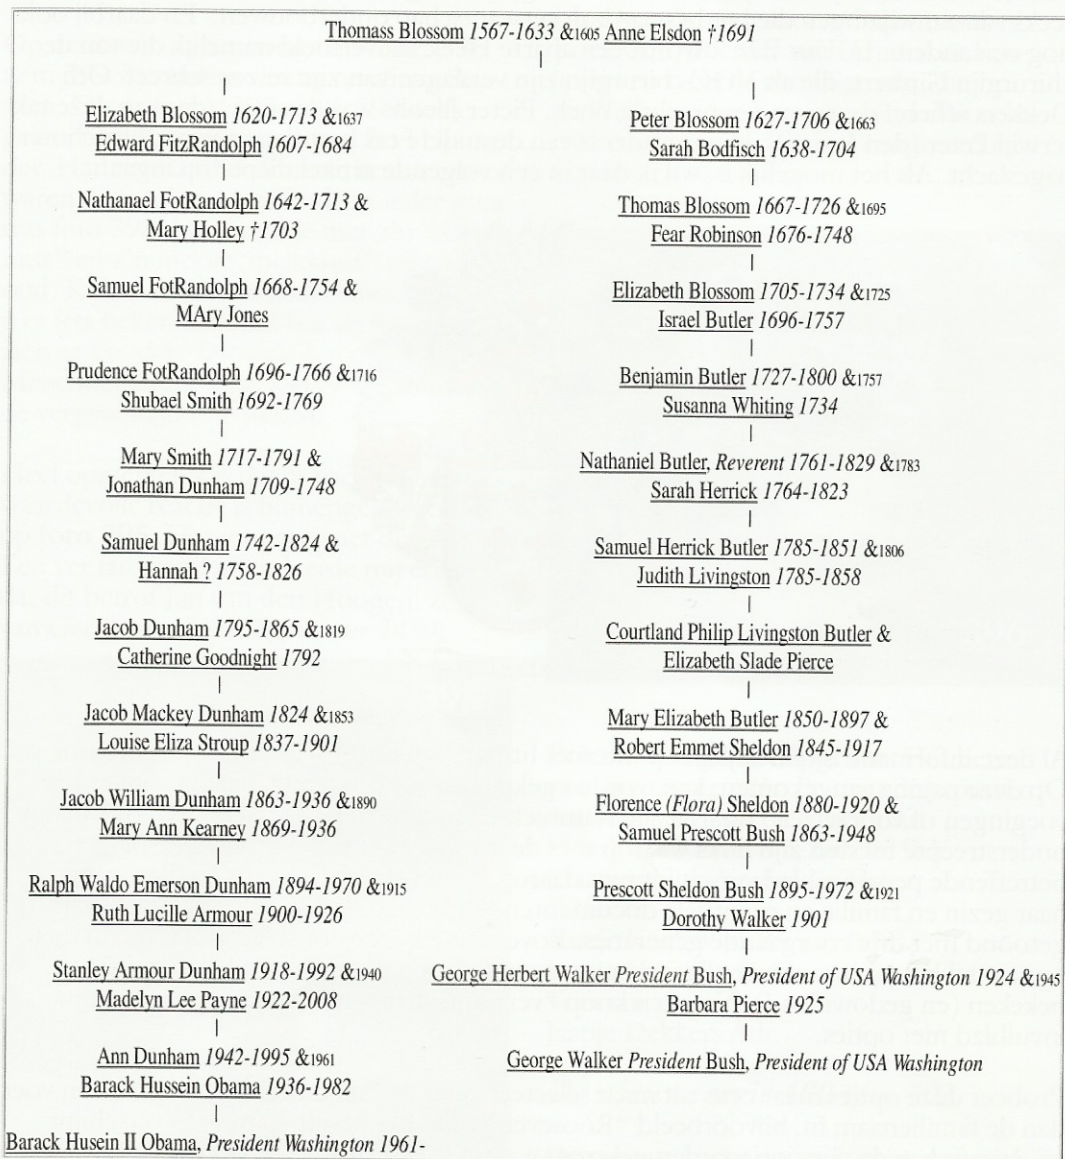 Thomass Blossom 1567-1633 &1605 Anne Elsdon †1691
Elizabeth Blossom 1620-1713 &1637
Edward FitzRandolph 1607-1684
Nathanael FotRandolph 1642-1713 &
Mary Holley †1703
Samuel FotRandolph 1668-1754 &
MAry Jones
Prudence FotRandolph 1696-1766 &1716
Shubael Smith 1692-1769
Mary Smith 1717-1791 &
Jonathan Dunham 1709-1748
Samuel Dunham 1742-1824 &
Hannah ? 1758-1826
Jacob Dunham 1795-1865 &1819
Catherine Goodnight 1792
Jacob Mackey Dunham 1824 &1853
Louise Eliza Stroup 1837-1901
Jacob William Dunham 1863-1936 &1890
Mary Ann Kearney 1869-1936
Ralph Waldo Emerson Dunham 1894-1970 &1915
Ruth Lucille Armour 1900-1926
Stanley Armour Dunham 1918-1992 &1940
Madelyn Lee Payne 1922-2008
Ann Dunham 1942-1995 &1961
Barack Hussein Obama 1936-1982
Barack Husein II Obama, President Washington 1961-
Peter Blossom 1627-1706 &1663
Sarah Bodfisch 1638-1704
Thomas Blossom 1667-1726 &1695
Fear Robinson 1676-1748
Elizabeth Blossom 1705-1734 &1725
Israel Butler 1696-1757
Benjamin Butler 1727-1800 &1757
Susanna Whiting 1734
Nathaniel Butler, Reverent 1761-1829 &1783
Sarah Herrick 1764-1823
Samuel Herrick Butler 1785-1851 &1806
Judith Livingston 1785-1858
Courtland Philip Livingston Butler &
Elizabeth Slade Pierce
Mary Elizabeth Butler 1850-1897 &
Robert Emmet Sheldon 1845-1917
Florence (Flora) Sheldon 1880-1920 &
Samuel Prescott Bush 1863-1948
Prescott Sheldon Bush 1895-1972 &1921
Dorothy Walker 1901
George Herbert Walker President Bush, President of USA Washington 1924 &1945
Barbara Pierce 1925
George Walker President Bush, President of USA Washington